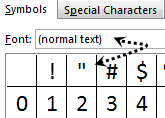 Symbols Special Characters
Font: (normal text)
! " # $ %
0 1 2 3 4